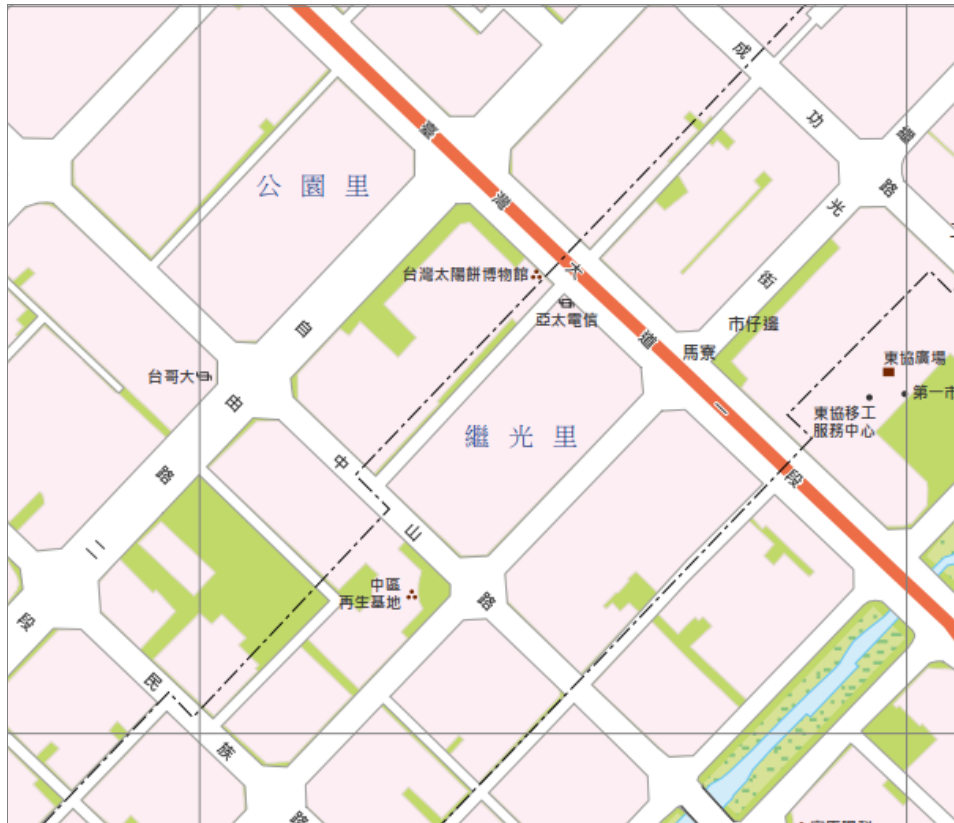 成功路
繼光街
臺灣大道一段
公園里
台灣太陽餅博物館
亞太電信
市仔邊
馬寮
東協廣場
第一市
東協移工
服務中心
自由路二段
台哥大
繼光里
中山路
中區
再生基地
民族路